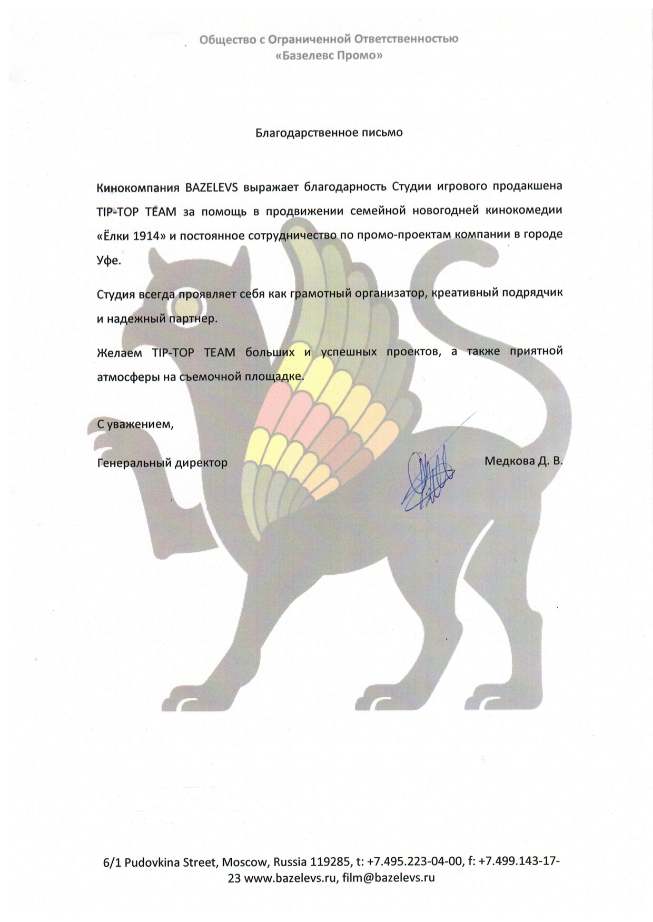 Общество с Ограниченной Ответственностью
«Базелевс Промо»
Благодарственное письмо
Кинокомпания BAZELEVS выражает благодарность Студии игрового продакшена
TIP-TOP TEAM за помощь в продвижении семейной новогодней кинокомедии
«Ёлки 1914» и постоянное сотрудничество по промо-проектам компании в городе
Уфе.
Студия всегда проявляет себя как грамотный организатор, креативный подрядчик
и надежный партнер.
Желаем TIP-TOP TEAM больших и успешных проектов, а также приятной
атмосферы на съемочной площадке.
С уважением,
Генеральный директор Медкова Д. В.
6/1 Pudovkina Street, Moscow, Russia 119285, t: +7.495.223-04-00, f: +7.499.143-17-
23 www.bazelevs.ru, film@bazelevs.ru